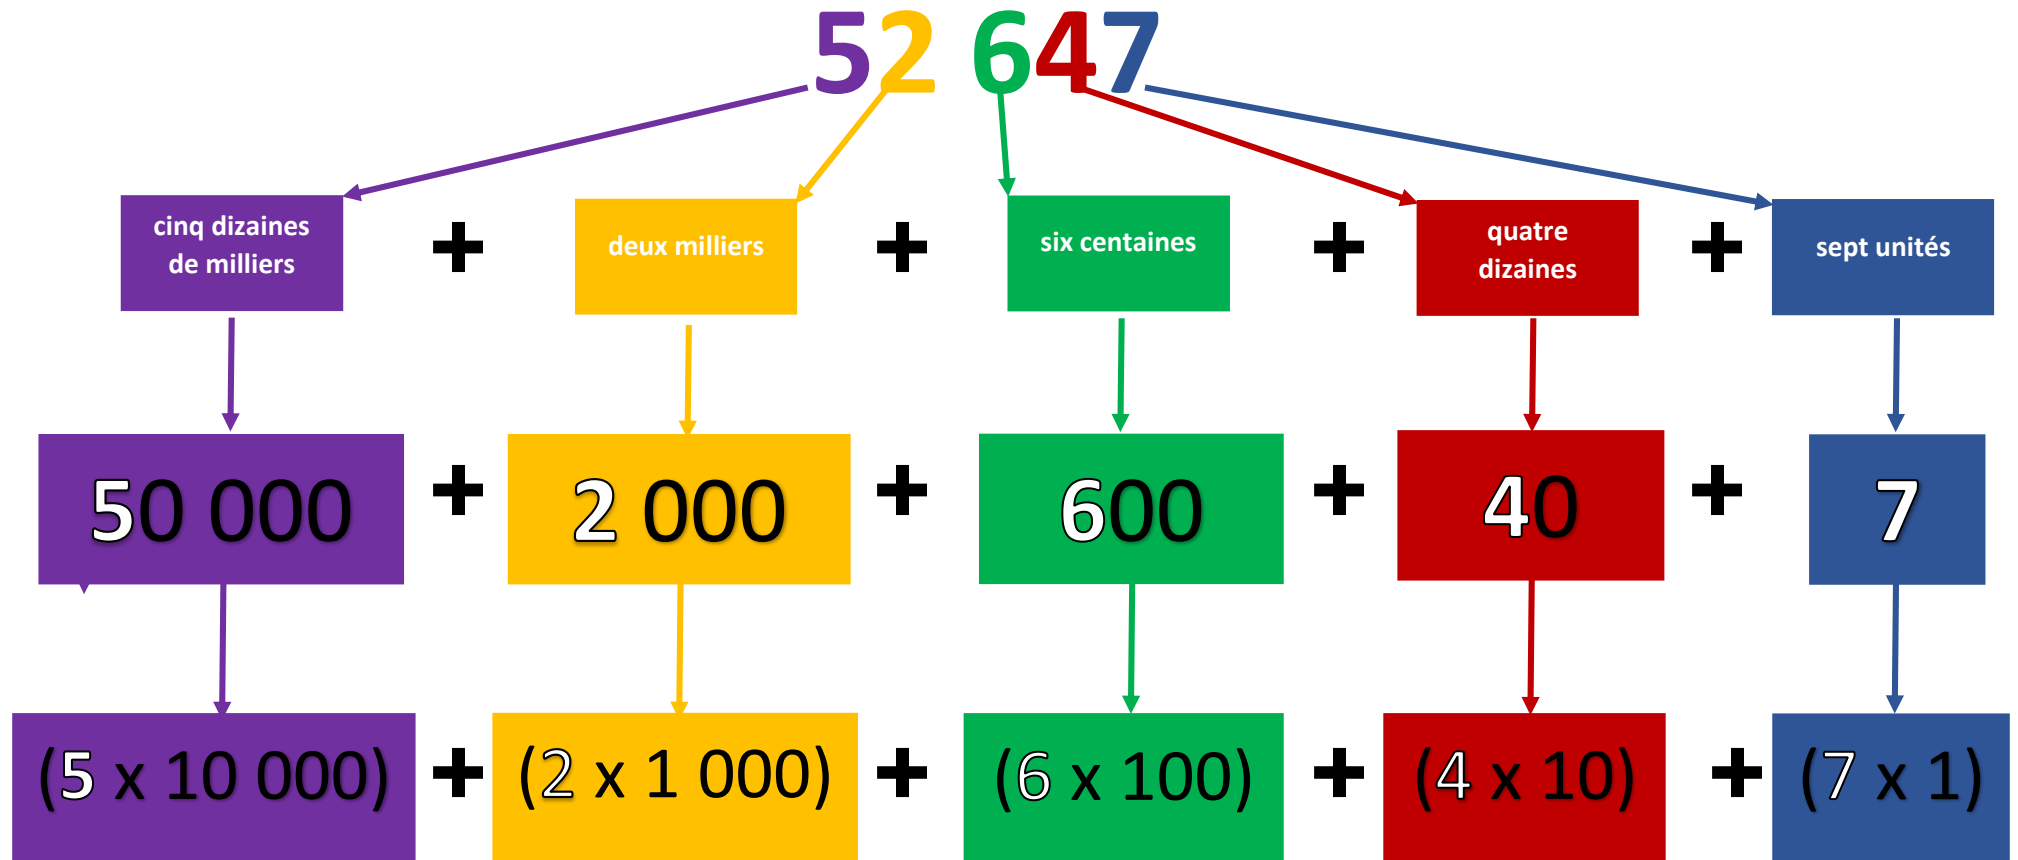 52 647
cinq dizaines
de milliers
+
deux milliers
+
six centaines
+
quatre
dizaines
+
sept unités
50 000 + 2 000 + 600 + 40 + 7
(5 x 10 000) + (2 x 1 000) + (6 x 100) + (4 x 10) + (7 x 1)